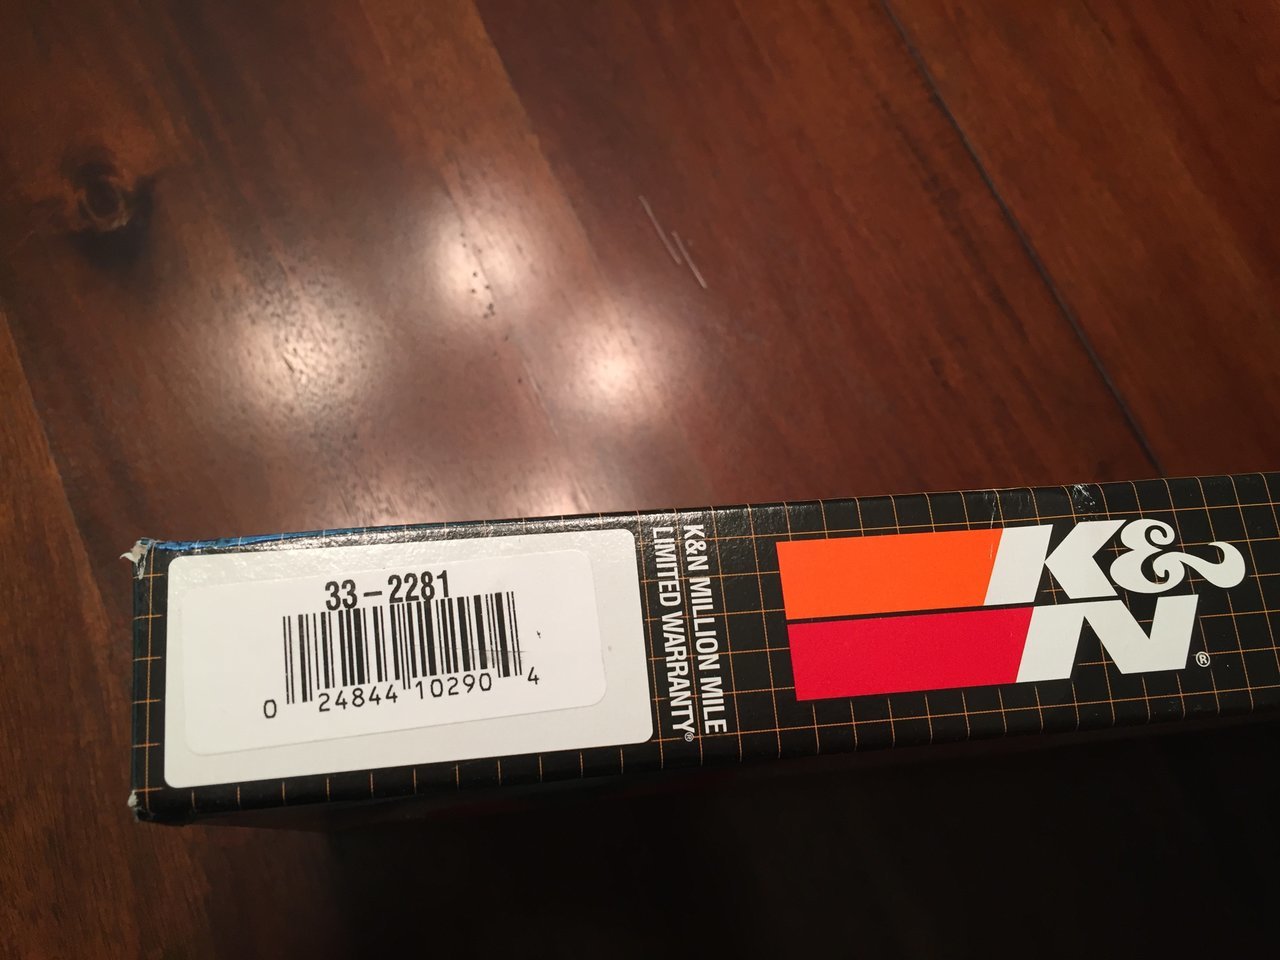 33-2281
0 24844 10290 4
K&N MILLION MILE
LIMITED WARRANTY®
K&N®